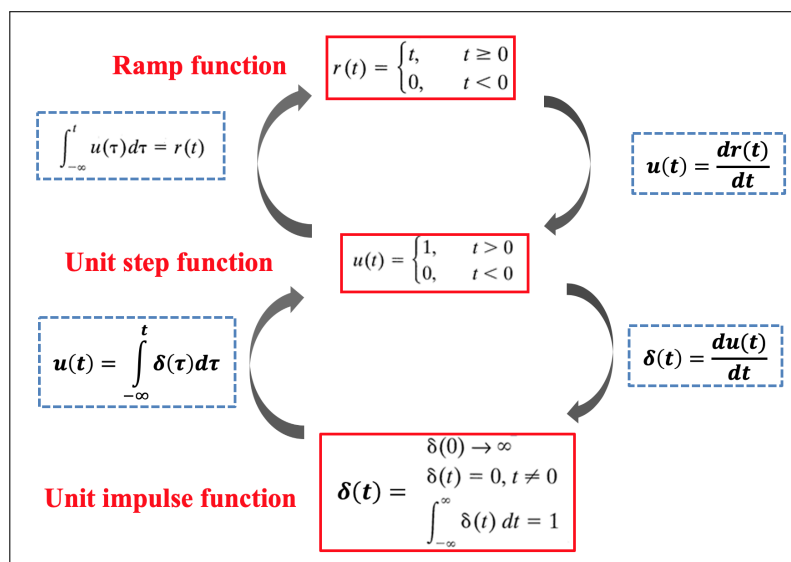 Ramp function
r(t) = {t, t ≥ 0
0, t < 0
∫_{-∞}^{t} u(τ)dτ = r(t)
u(t) = dr(t)/dt
Unit step function
u(t) = {1, t > 0
0, t < 0
u(t) = ∫_{-∞}^{t} δ(τ)dτ
δ(t) = du(t)/dt
Unit impulse function
δ(t) =
δ(0) → ∞
δ(t) = 0, t ≠ 0
∫_{-∞}^{∞} δ(t) dt = 1